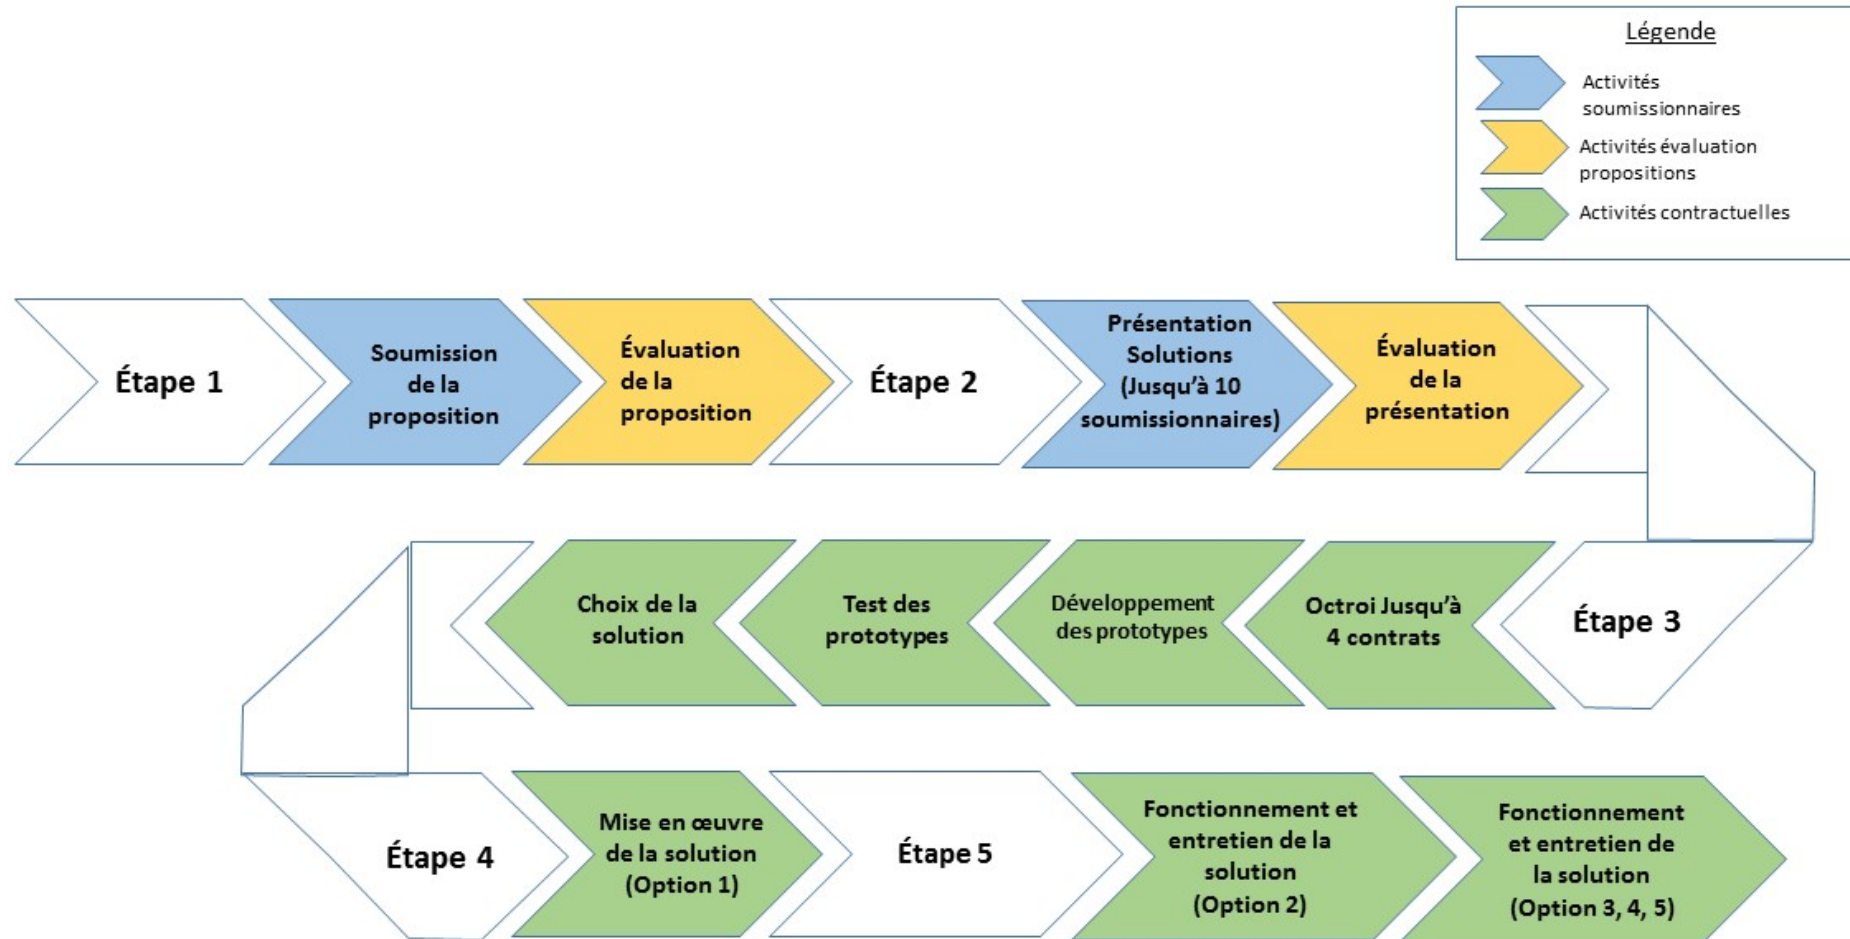 Légende
Activités
soumissionnaires
Activités évaluation
propositions
Activités contractuelles
Étape 1
Soumission
de la
proposition
Évaluation
de la
proposition
Étape 2
Présentation
Solutions
(Jusqu'à 10
soumissionnaires)
Évaluation
de la
présentation
Étape 3
Octroi Jusqu'à
4 contrats
Développement
des prototypes
Test des
prototypes
Choix de la
solution
Étape 4
Mise en œuvre
de la solution
(Option 1)
Étape 5
Fonctionnement et
entretien de la
solution
(Option 2)
Fonctionnement
et entretien de
la solution
(Option 3, 4, 5)